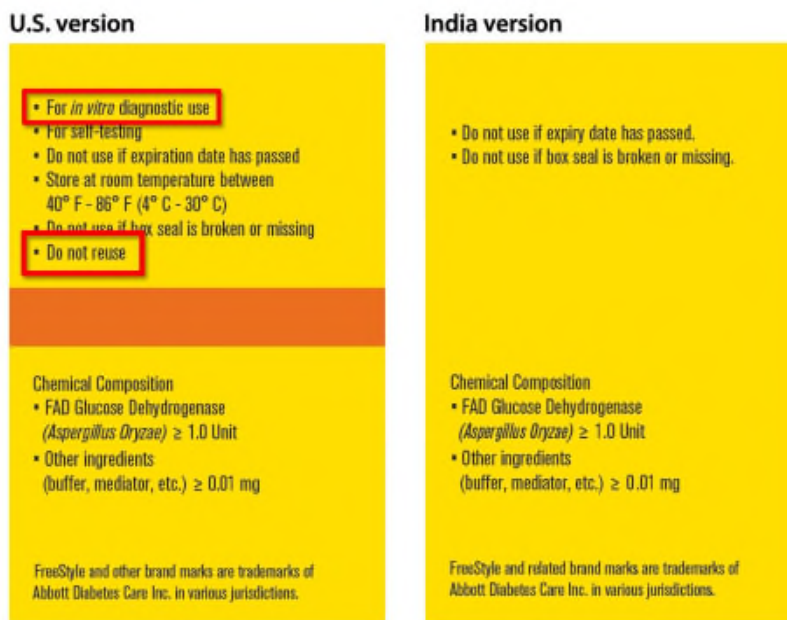 U.S. version
• For in vitro diagnostic use
• For self-testing
• Do not use if expiration date has passed
• Store at room temperature between
40° F - 86° F (4° C - 30° C)
• Do not use if box seal is broken or missing
• Do not reuse
Chemical Composition
• FAD Glucose Dehydrogenase
(Aspergillus Oryzae) ≥ 1.0 Unit
• Other ingredients
(buffer, mediator, etc.) ≥ 0.01 mg
FreeStyle and other brand marks are trademarks of
Abbott Diabetes Care Inc. in various jurisdictions.
India version
• Do not use if expiry date has passed.
• Do not use if box seal is broken or missing.
Chemical Composition
• FAD Glucose Dehydrogenase
(Aspergillus Oryzae) ≥ 1.0 Unit
• Other ingredients
(buffer, mediator, etc.) ≥ 0.01 mg
FreeStyle and related brand marks are trademarks of
Abbott Diabetes Care Inc. in various jurisdictions.